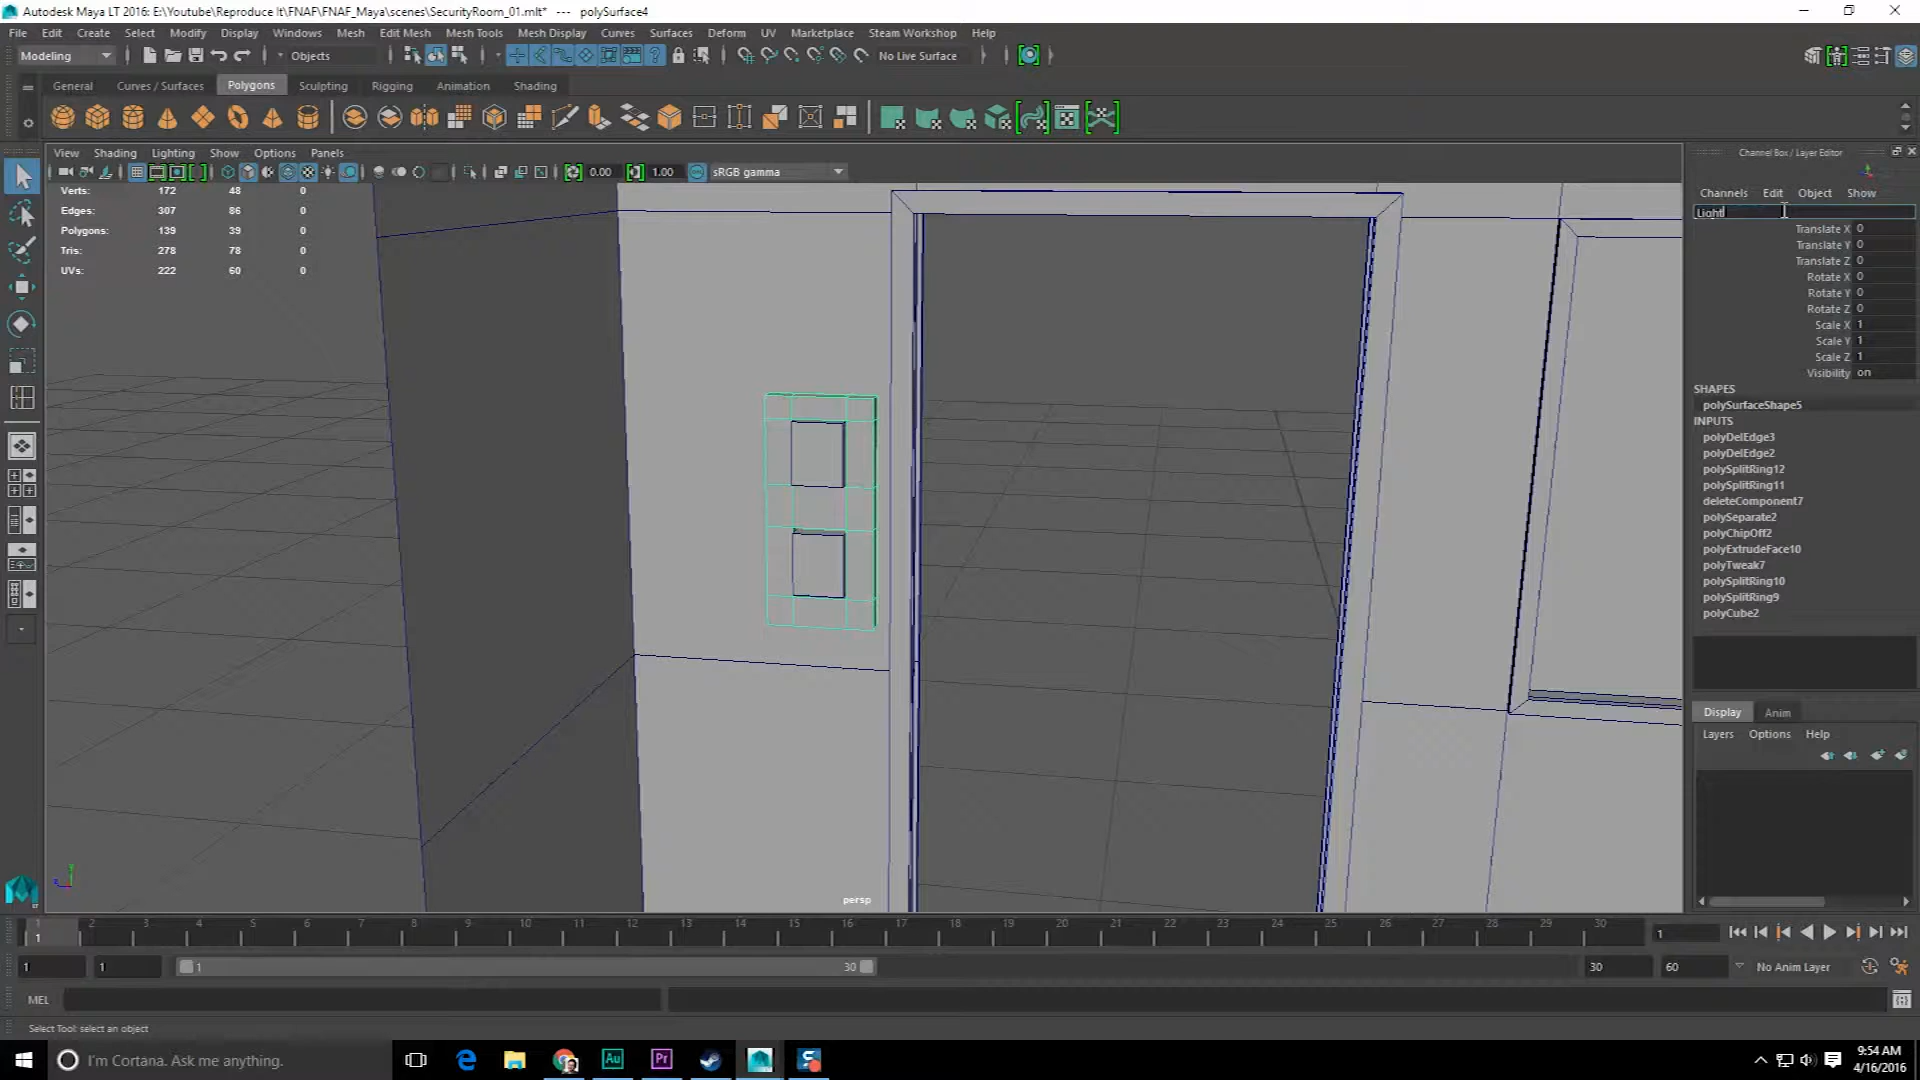 Autodesk Maya LT 2016: E:\Youtube\Reproduce It\FNAF\FNAF_Maya\scenes\SecurityRoom_01.mlt* --- polySurface4
File Edit Create Select Modify Display Windows Mesh Edit Mesh Mesh Tools Mesh Display Curves Surfaces Deform UV Marketplace Steam Workshop Help
Modeling Objects No Live Surface
General Curves / Surfaces Polygons Sculpting Rigging Animation Shading
View Shading Lighting Show Options Panels
0.00 1.00 sRGB gamma
Verts: 172 48 0
Edges: 307 86 0
Polygons: 139 39 0
Tris: 278 78 0
UVs: 222 60 0
persp
Channel Box / Layer Editor
Channels Edit Object Show
Light
Translate X 0
Translate Y 0
Translate Z 0
Rotate X 0
Rotate Y 0
Rotate Z 0
Scale X 1
Scale Y 1
Scale Z 1
Visibility on
SHAPES
polySurfaceShape5
INPUTS
polyDelEdge3
polyDelEdge2
polySplitRing12
polySplitRing11
deleteComponent7
polySeparate2
polyChipOff2
polyExtrudeFace10
polyTweak7
polySplitRing10
polySplitRing9
polyCube2
Display Anim
Layers Options Help
1 2 3 4 5 6 7 8 9 10 11 12 13 14 15 16 17 18 19 20 21 22 23 24 25 26 27 28 29 30
1 1
1 1 1 30 30 60 No Anim Layer
MEL
Select Tool: select an object
I'm Cortana. Ask me anything.
Au Pr
9:54 AM
4/16/2016